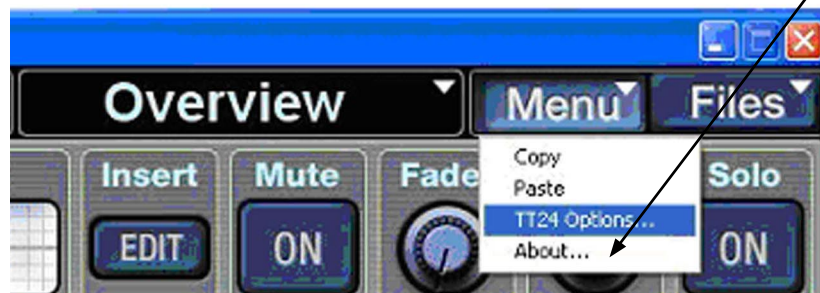 Overview Menu Files
Insert Mute Fade Solo
EDIT ON ON
Copy
Paste
TT24 Options...
About...